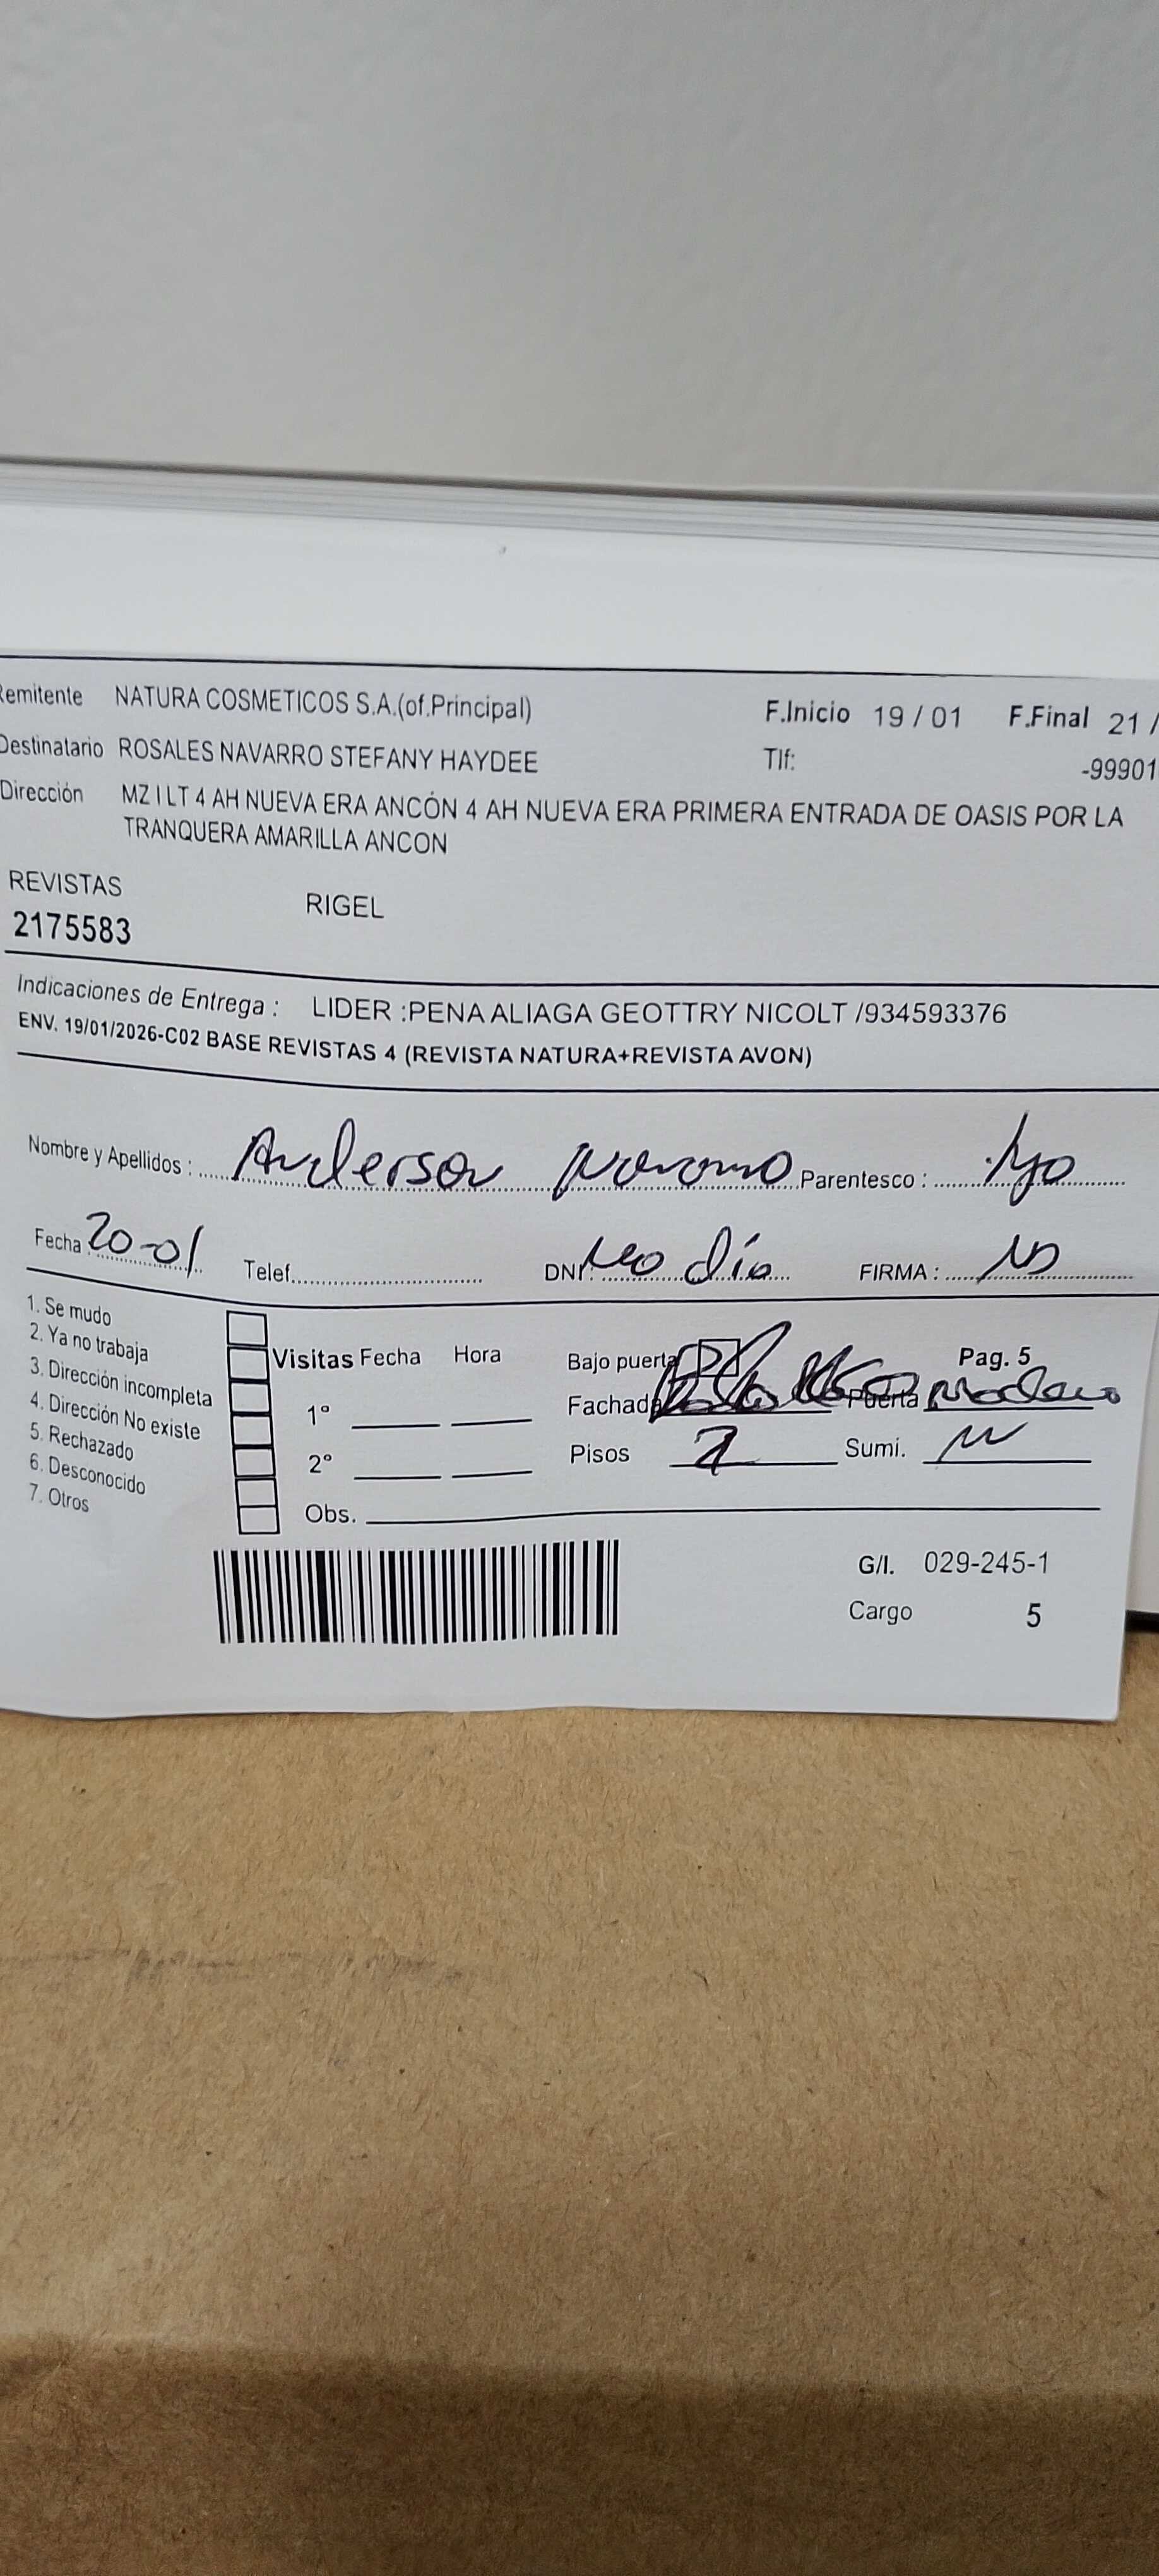 Remitente NATURA COSMETICOS S.A.(of.Principal) F.Inicio 19 / 01 F.Final 21 /
Destinatario ROSALES NAVARRO STEFANY HAYDEE Tlf: -99901
Dirección MZ I LT 4 AH NUEVA ERA ANCÓN 4 AH NUEVA ERA PRIMERA ENTRADA DE OASIS POR LA
TRANQUERA AMARILLA ANCON
REVISTAS RIGEL
2175583
Indicaciones de Entrega : LIDER :PENA ALIAGA GEOTTRY NICOLT /934593376
ENV. 19/01/2026-C02 BASE REVISTAS 4 (REVISTA NATURA+REVISTA AVON)
Nombre y Apellidos : Anderson Parentesco :
Fecha 20-01 Telef. DNI: FIRMA :
1. Se mudo
2. Ya no trabaja
3. Dirección incompleta
4. Dirección No existe
5. Rechazado
6. Desconocido
7. Otros
Visitas Fecha Hora
1°
2°
Obs.
Bajo puerta Pag. 5
Fachada Puerta
Pisos Sumi.
G/I. 029-245-1
Cargo 5